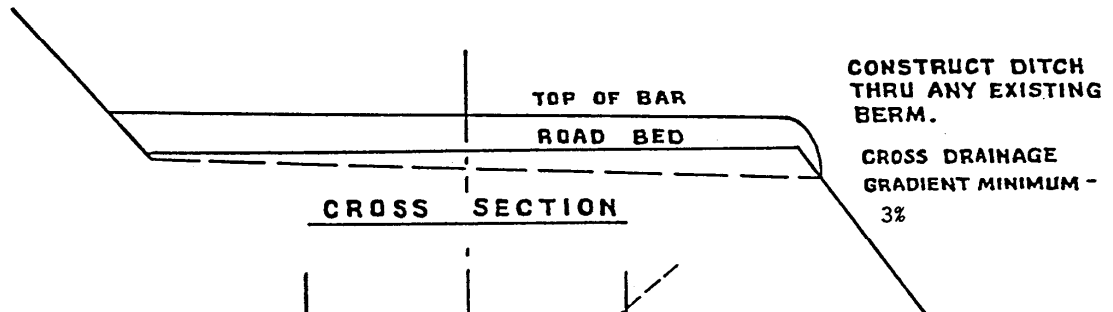 TOP OF BAR
ROAD BED
CROSS SECTION
CONSTRUCT DITCH
THRU ANY EXISTING
BERM.
CROSS DRAINAGE
GRADIENT MINIMUM -
3%